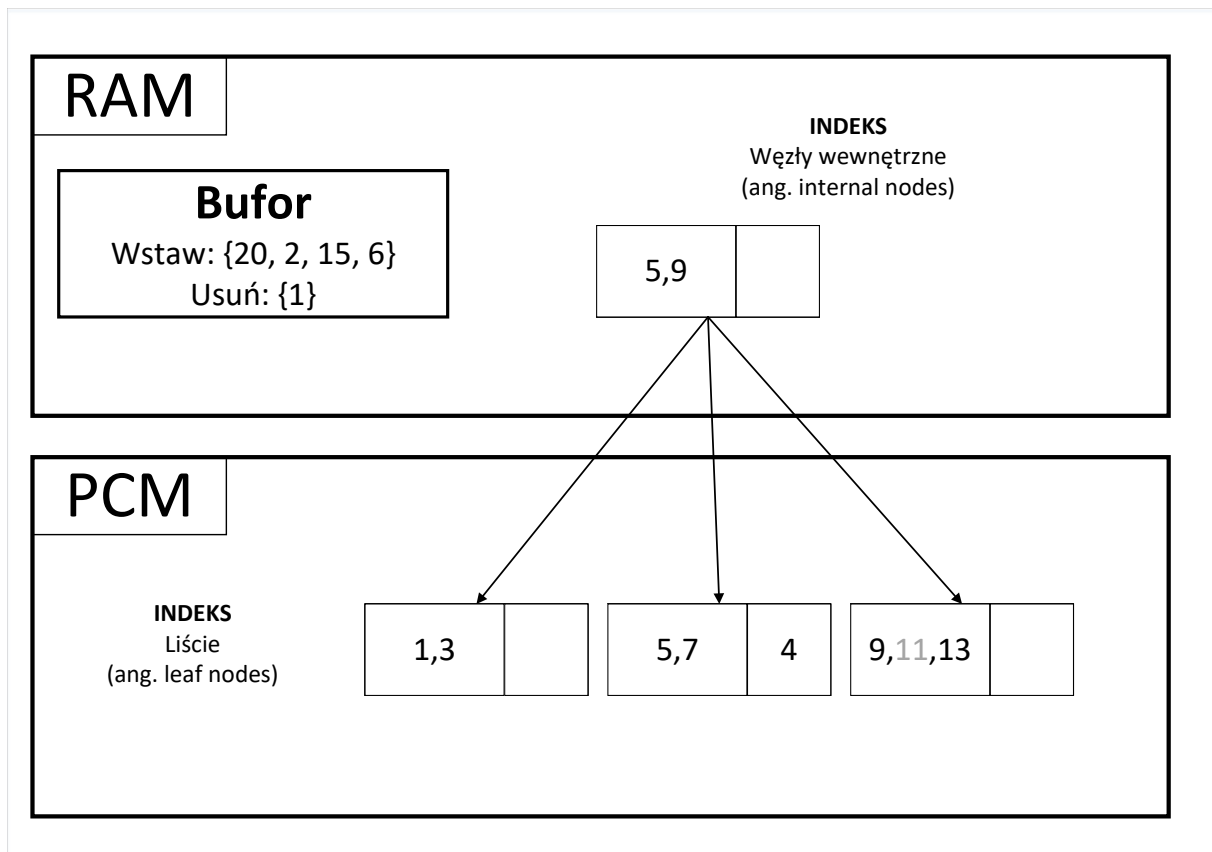 RAM
Bufor
Wstaw: {20, 2, 15, 6}
Usuń: {1}
INDEKS
Węzły wewnętrzne
(ang. internal nodes)
5,9
PCM
INDEKS
Liście
(ang. leaf nodes)
1,3
5,7
4
9,11,13